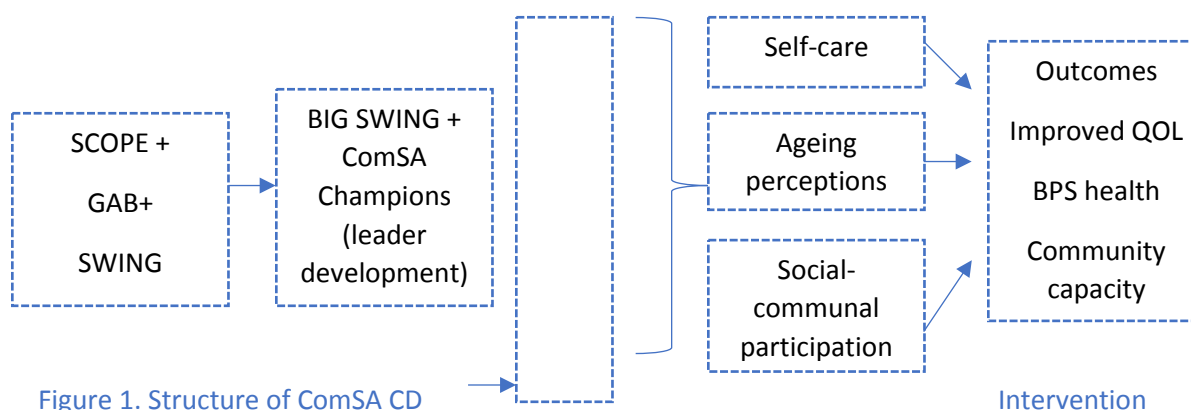 SCOPE +
GAB+
SWING
BIG SWING +
ComSA
Champions
(leader
development)
Self-care
Ageing
perceptions
Social-
communal
participation
Outcomes
Improved QOL
BPS health
Community
capacity
Figure 1. Structure of ComSA CD
Intervention